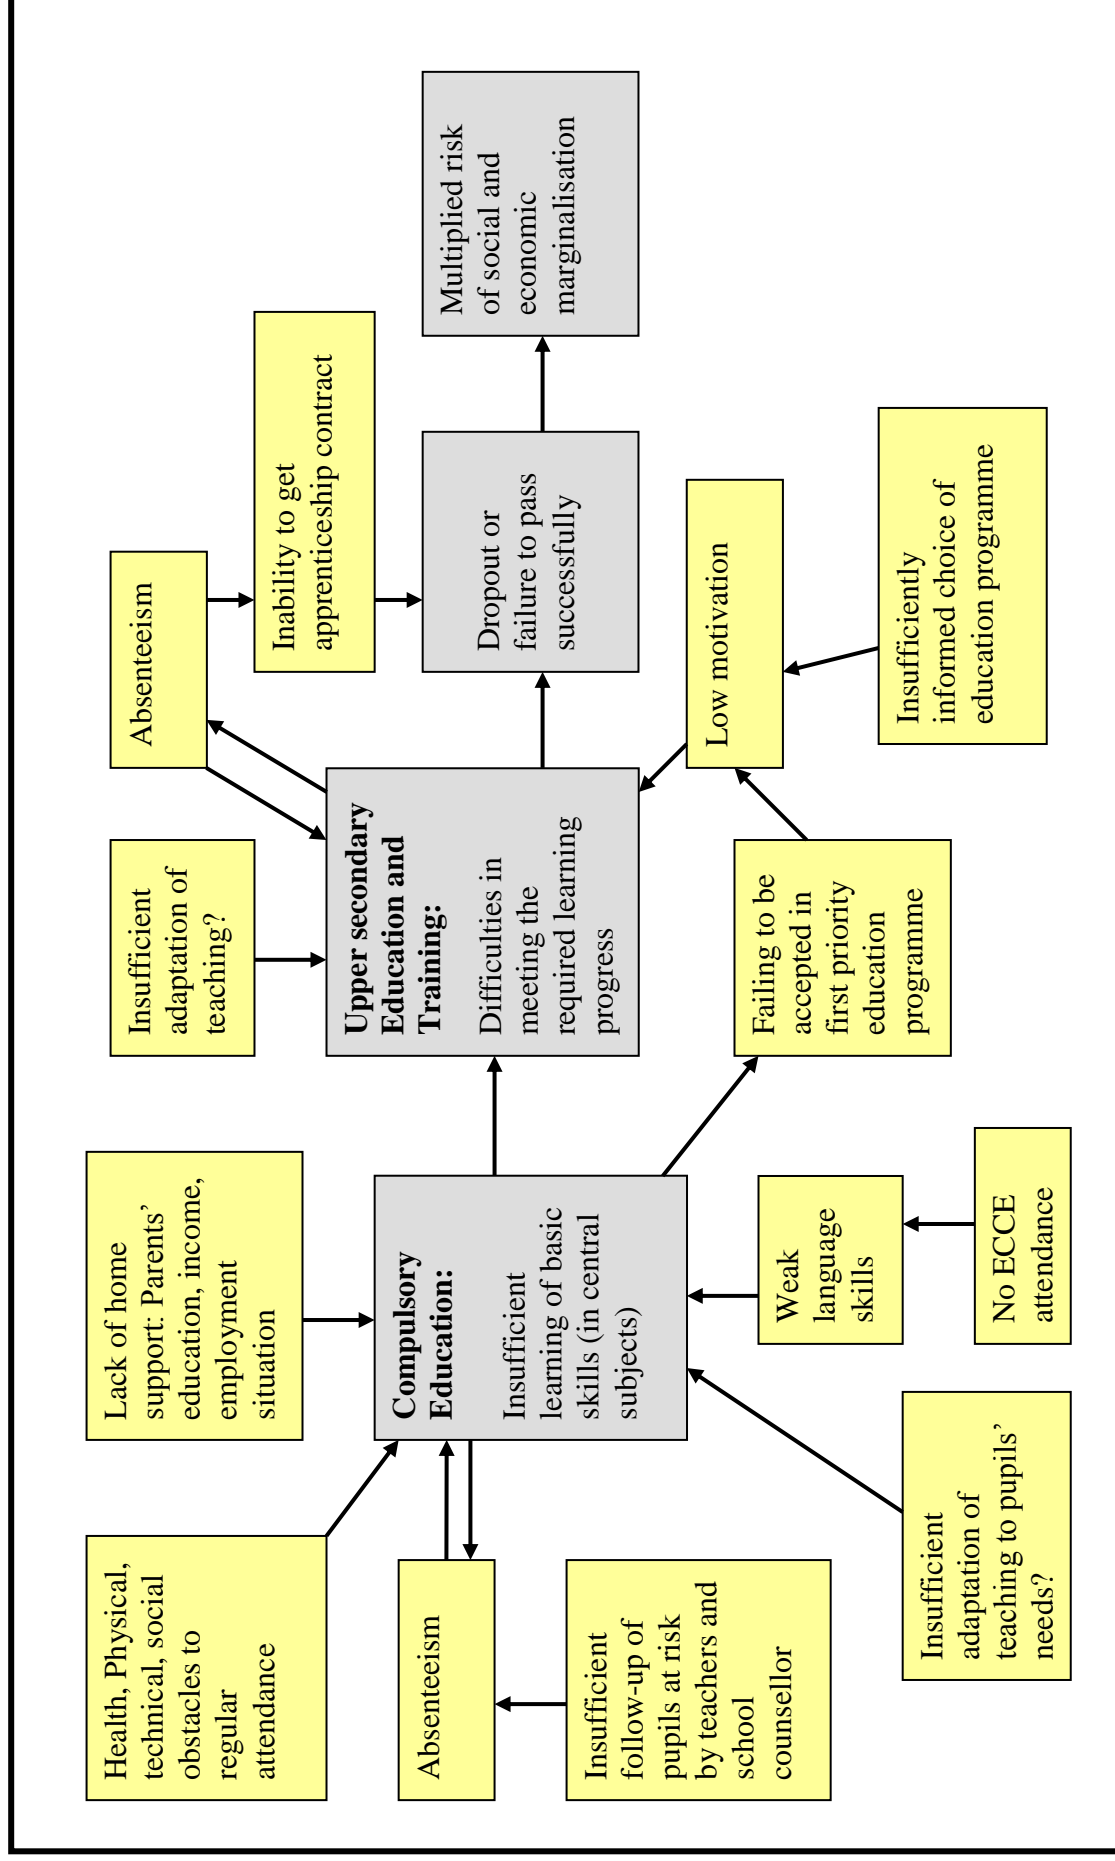 Health, Physical,
technical, social
obstacles to
regular
attendance
Lack of home
support: Parents’
education, income,
employment
situation
Insufficient
adaptation of
teaching?
Absenteeism
Inability to get
apprenticeship contract
Absenteeism
Compulsory
Education:
Insufficient
learning of basic
skills (in central
subjects)
Upper secondary
Education and
Training:
Difficulties in
meeting the
required learning
progress
Dropout or
failure to pass
successfully
Multiplied risk
of social and
economic
marginalisation
Insufficient
follow-up of
pupils at risk
by teachers and
school
counsellor
Weak
language
skills
Failing to be
accepted in
first priority
education
programme
Low motivation
Insufficient
adaptation of
teaching to pupils’
needs?
No ECCE
attendance
Insufficiently
informed choice of
education programme